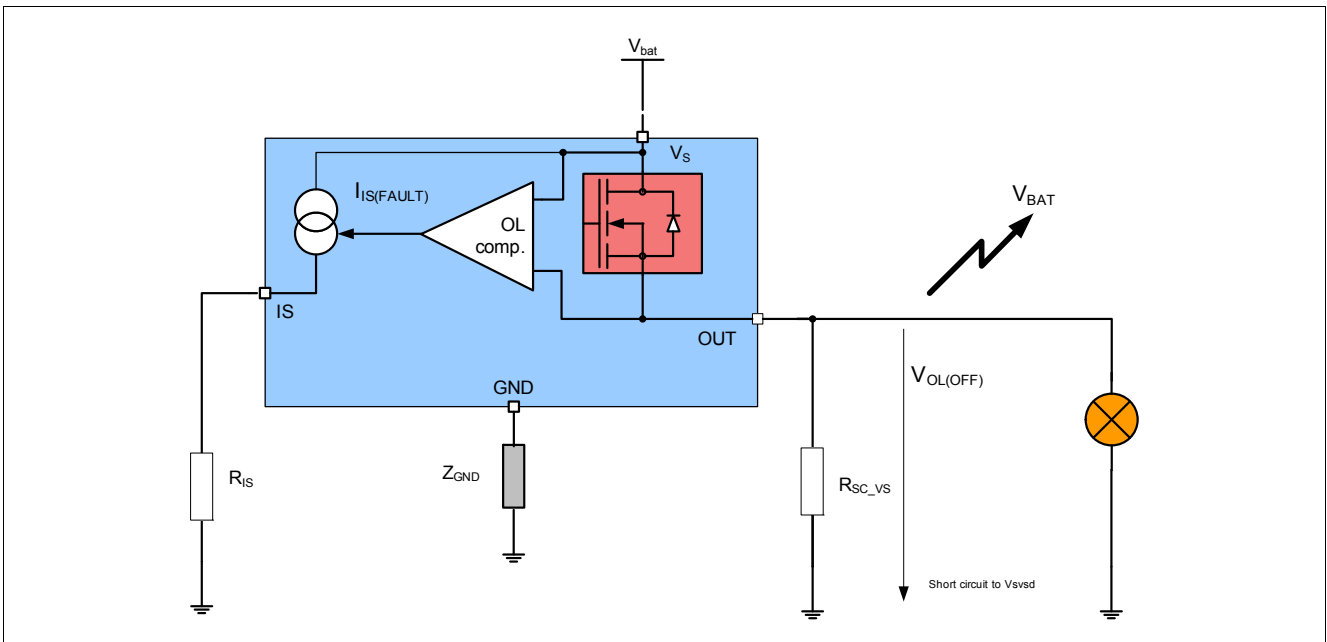 Vbat
VS
IIS(FAULT)
OL
comp.
VBAT
IS
OUT
VOL(OFF)
GND
RIS
ZGND
RSC_VS
Short circuit to Vsvsd